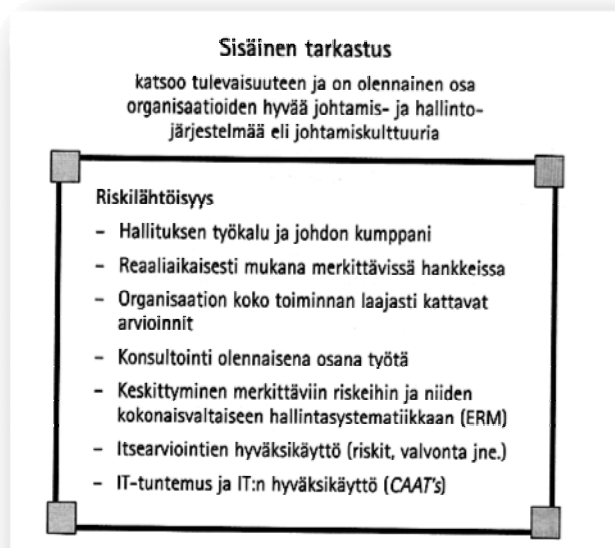 Sisäinen tarkastus
katsoo tulevaisuuteen ja on olennainen osa
organisaatioiden hyvää johtamis- ja hallinto-
järjestelmää eli johtamiskulttuuria
Riskilähtöisyys
– Hallituksen työkalu ja johdon kumppani
– Reaaliaikaisesti mukana merkittävissä hankkeissa
– Organisaation koko toiminnan laajasti kattavat
arvioinnit
– Konsultointi olennaisena osana työtä
– Keskittyminen merkittäviin riskeihin ja niiden
kokonaisvaltaiseen hallintasystematiikkaan (ERM)
– Itsearviointien hyväksikäyttö (riskit, valvonta jne.)
– IT-tuntemus ja IT:n hyväksikäyttö (CAAT's)